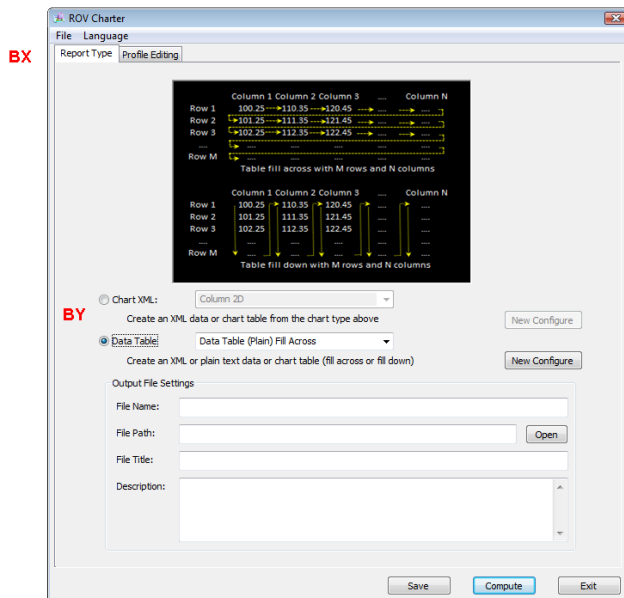 ROV Charter
File Language
BX
Report Type Profile Editing
Column 1 Column 2 Column 3 .... Column N
Row 1 100.25 110.35 120.45 .... .... ....
Row 2 101.25 111.35 121.45 .... .... ....
Row 3 102.25 112.35 122.45 .... .... ....
.... .... .... .... .... .... ....
Row M .... .... .... .... .... ....
Table fill across with M rows and N columns
Column 1 Column 2 Column 3 .... Column N
Row 1 100.25 110.35 120.45 .... .... ....
Row 2 101.25 111.35 121.45 .... .... ....
Row 3 102.25 112.35 122.45 .... .... ....
.... .... .... .... .... .... ....
Row M .... .... .... .... .... ....
Table fill down with M rows and N columns
Chart XML: Column 2D
BY
Create an XML data or chart table from the chart type above New Configure
Data Table Data Table (Plain) Fill Across
Create an XML or plain text data or chart table (fill across or fill down) New Configure
Output File Settings
File Name:
File Path: Open
File Title:
Description:
Save Compute Exit